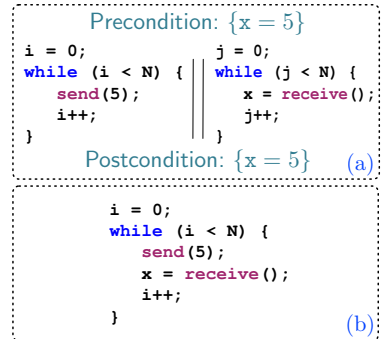 Precondition: {x = 5}
i = 0;
while (i < N) {
send(5);
i++;
}
||
j = 0;
while (j < N) {
x = receive();
j++;
}
Postcondition: {x = 5}
(a)
i = 0;
while (i < N) {
send(5);
x = receive();
i++;
}
(b)